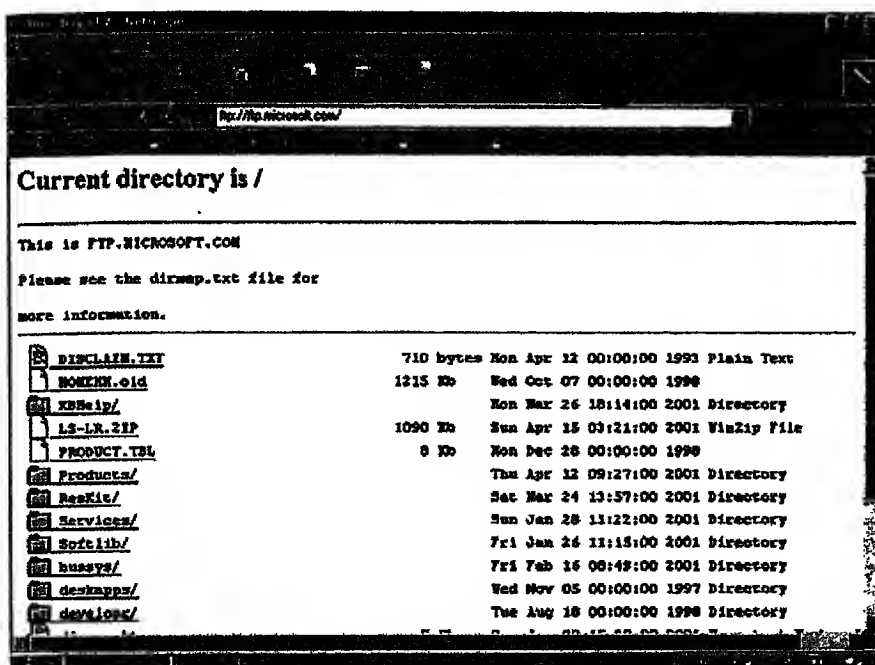 Netscape
ftp://ftp.microsoft.com/
Current directory is /
This is FTP.MICROSOFT.COM
Please see the dirmap.txt file for
more information.
DISCLAIM.TXT 710 bytes Mon Apr 12 00:00:00 1993 Plain Text
1215 Kb Wed Oct 07 00:00:00 1998
KBHelp/ Mon Mar 26 18:14:00 2001 Directory
LS-LR.ZIP 1090 Kb Sun Apr 15 03:21:00 2001 WinZip File
PRODUCT.TBL 8 Kb Mon Dec 28 00:00:00 1998
Products/ Thu Apr 12 09:27:00 2001 Directory
ResKit/ Sat Mar 24 13:57:00 2001 Directory
Services/ Sun Jan 28 11:22:00 2001 Directory
Softlib/ Fri Jan 26 11:15:00 2001 Directory
bussys/ Fri Feb 16 08:49:00 2001 Directory
deskapps/ Wed Nov 05 00:00:00 1997 Directory
developr/ Tue Aug 18 00:00:00 1998 Directory